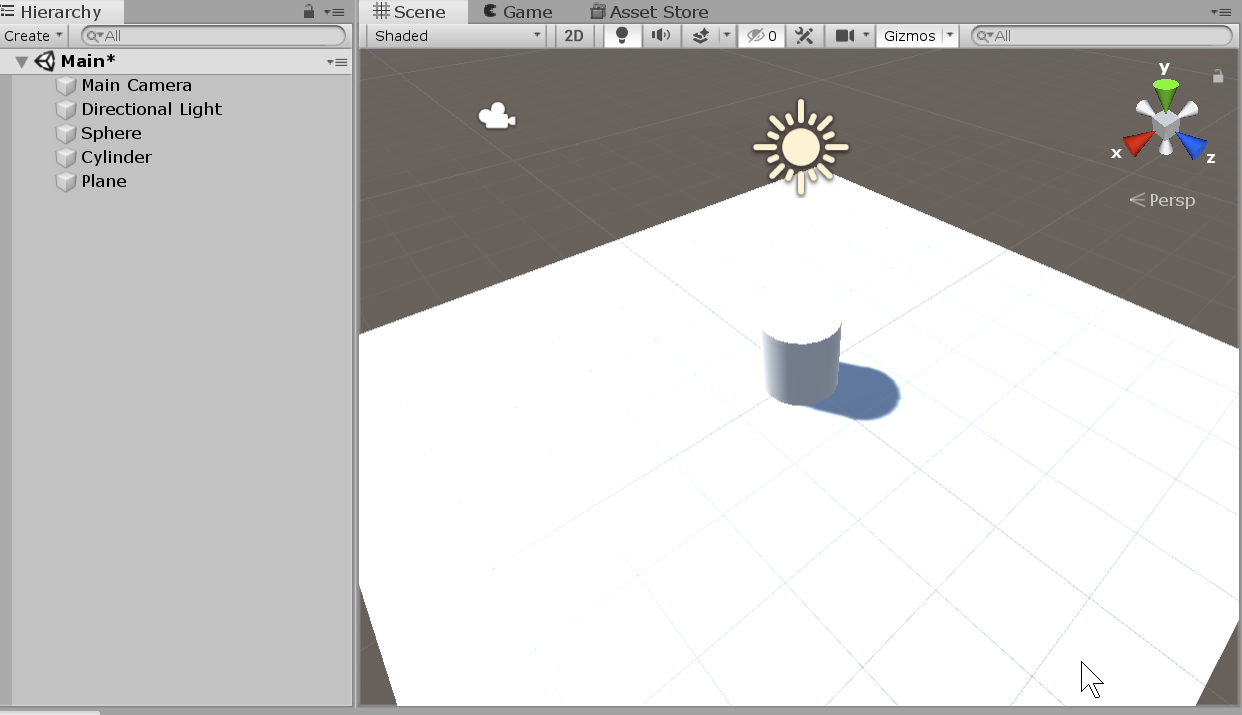 Hierarchy
Create
All
Main*
Main Camera
Directional Light
Sphere
Cylinder
Plane
Scene Game Asset Store
Shaded 2D 0 Gizmos All
y
x
z
Persp